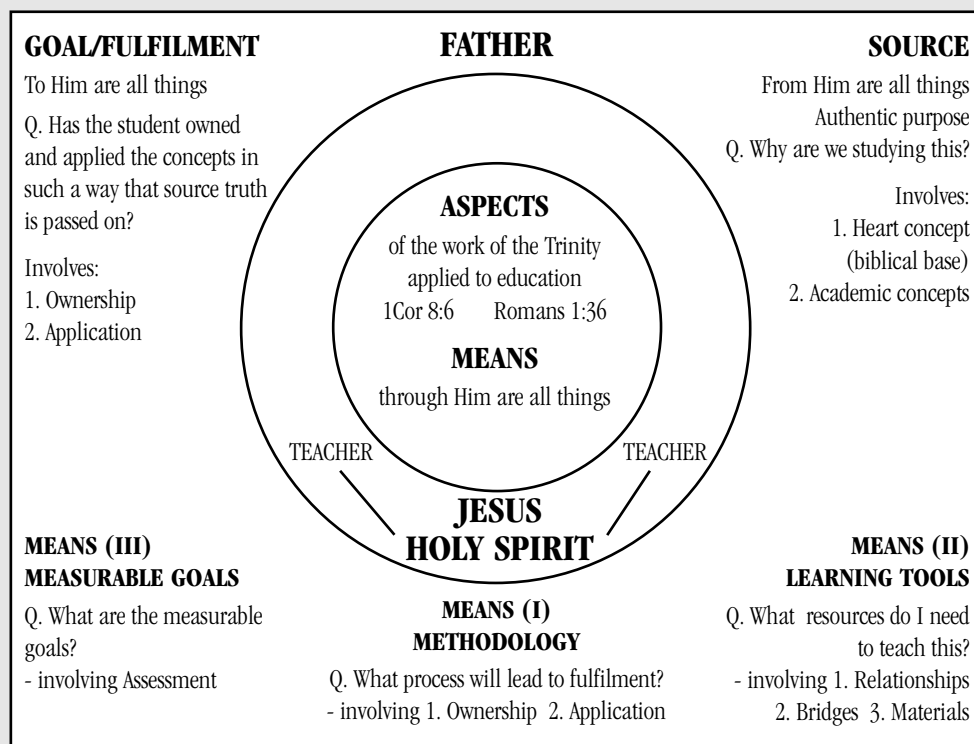 GOAL/FULFILMENT
To Him are all things
Q. Has the student owned
and applied the concepts in
such a way that source truth
is passed on?
Involves:
1. Ownership
2. Application
FATHER
SOURCE
From Him are all things
Authentic purpose
Q. Why are we studying this?
Involves:
1. Heart concept
(biblical base)
2. Academic concepts
ASPECTS
of the work of the Trinity
applied to education
1Cor 8:6 Romans 1:36
MEANS
through Him are all things
TEACHER
TEACHER
JESUS
HOLY SPIRIT
MEANS (III)
MEASURABLE GOALS
Q. What are the measurable
goals?
- involving Assessment
MEANS (I)
METHODOLOGY
Q. What process will lead to fulfilment?
- involving 1. Ownership 2. Application
MEANS (II)
LEARNING TOOLS
Q. What resources do I need
to teach this?
- involving 1. Relationships
2. Bridges 3. Materials